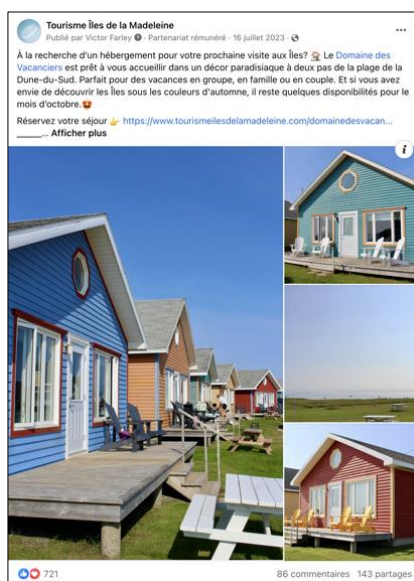 Tourisme Îles de la Madeleine
Publié par Victor Farley · Partenariat rémunéré · 16 juillet 2023 ·
À la recherche d'un hébergement pour votre prochaine visite aux Îles? Le Domaine des
Vacanciers est prêt à vous accueillir dans un décor paradisiaque à deux pas de la plage de la
Dune-du-Sud. Parfait pour des vacances en groupe, en famille ou en couple. Et si vous avez
envie de découvrir les Îles sous les couleurs d'automne, il reste quelques disponibilités pour le
mois d'octobre.
Réservez votre séjour https://www.tourismeilesdelamadeleine.com/domainedesvacan...
______... Afficher plus
i
721
86 commentaires 143 partages